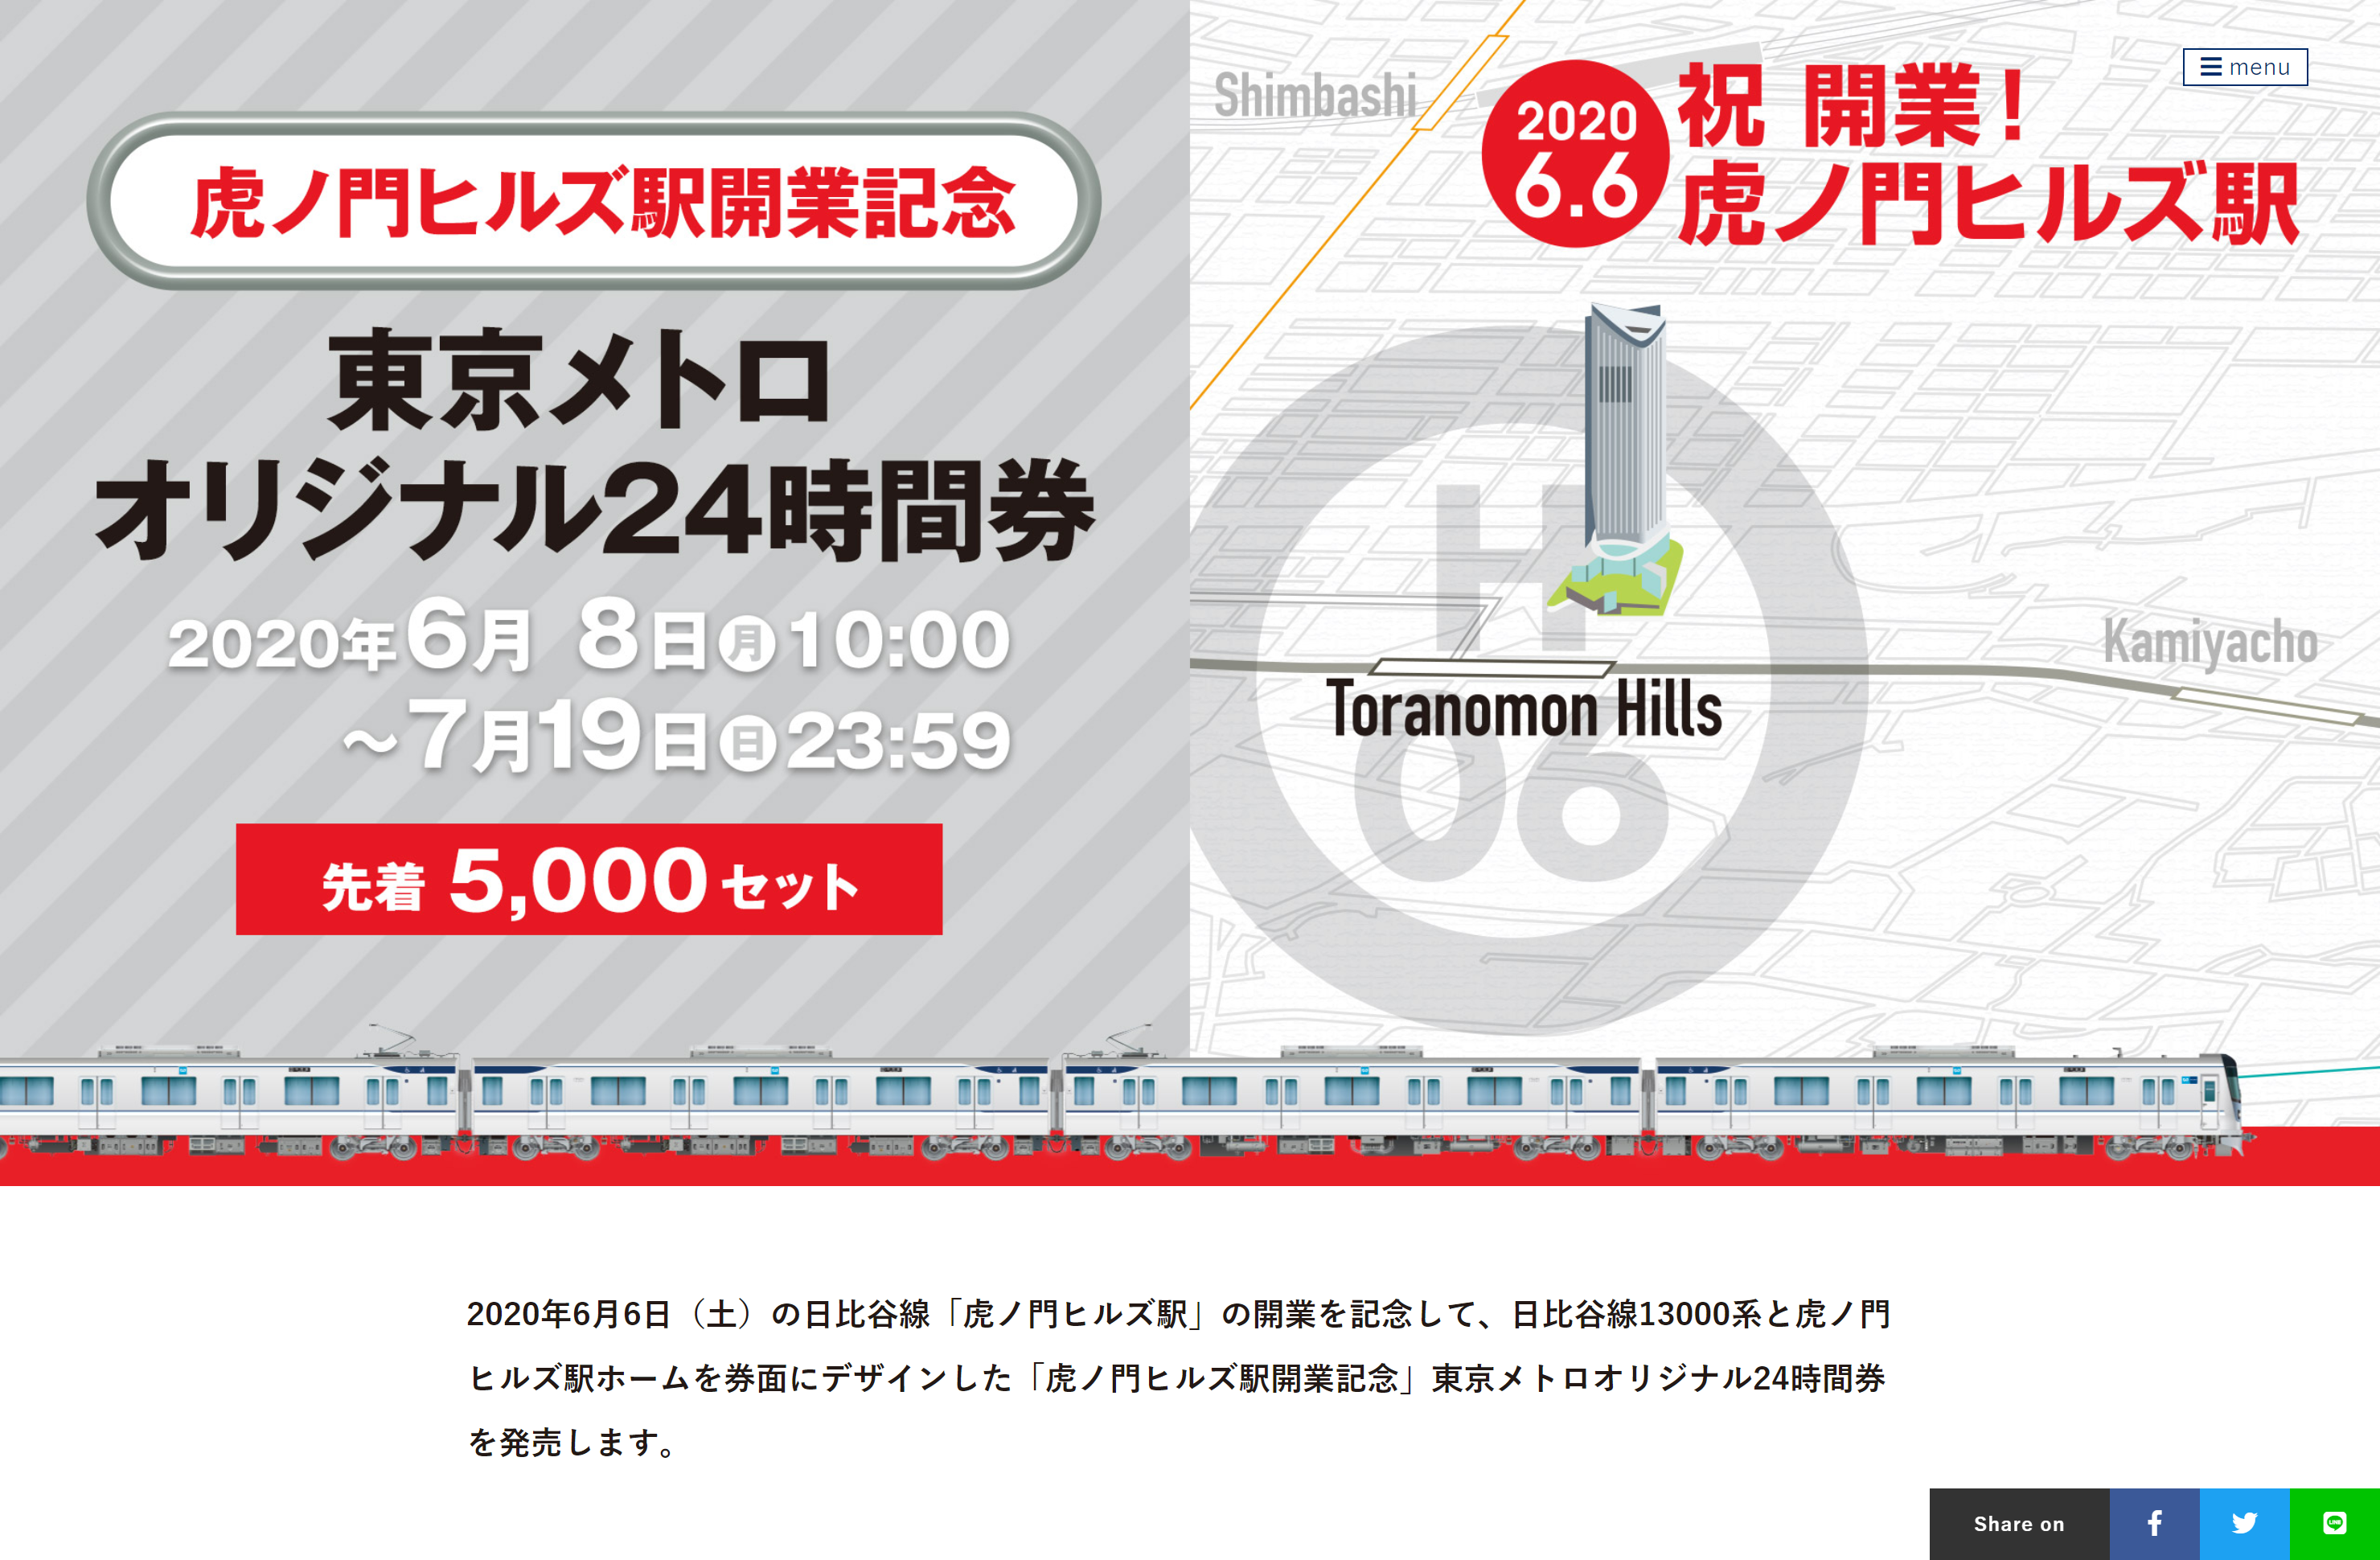 虎ノ門ヒルズ駅開業記念
東京メトロ
オリジナル24時間券
2020年6月 8日㊊10:00
〜7月19日㊐23:59
先着 5,000 セット
menu
2020
6.6
祝 開業!
虎ノ門ヒルズ駅
Shimbashi
H
06
Toranomon Hills
Kamiyacho
2020年6月6日（土）の日比谷線「虎ノ門ヒルズ駅」の開業を記念して、日比谷線13000系と虎ノ門
ヒルズ駅ホームを券面にデザインした「虎ノ門ヒルズ駅開業記念」東京メトロオリジナル24時間券
を発売します。
Share on
LINE